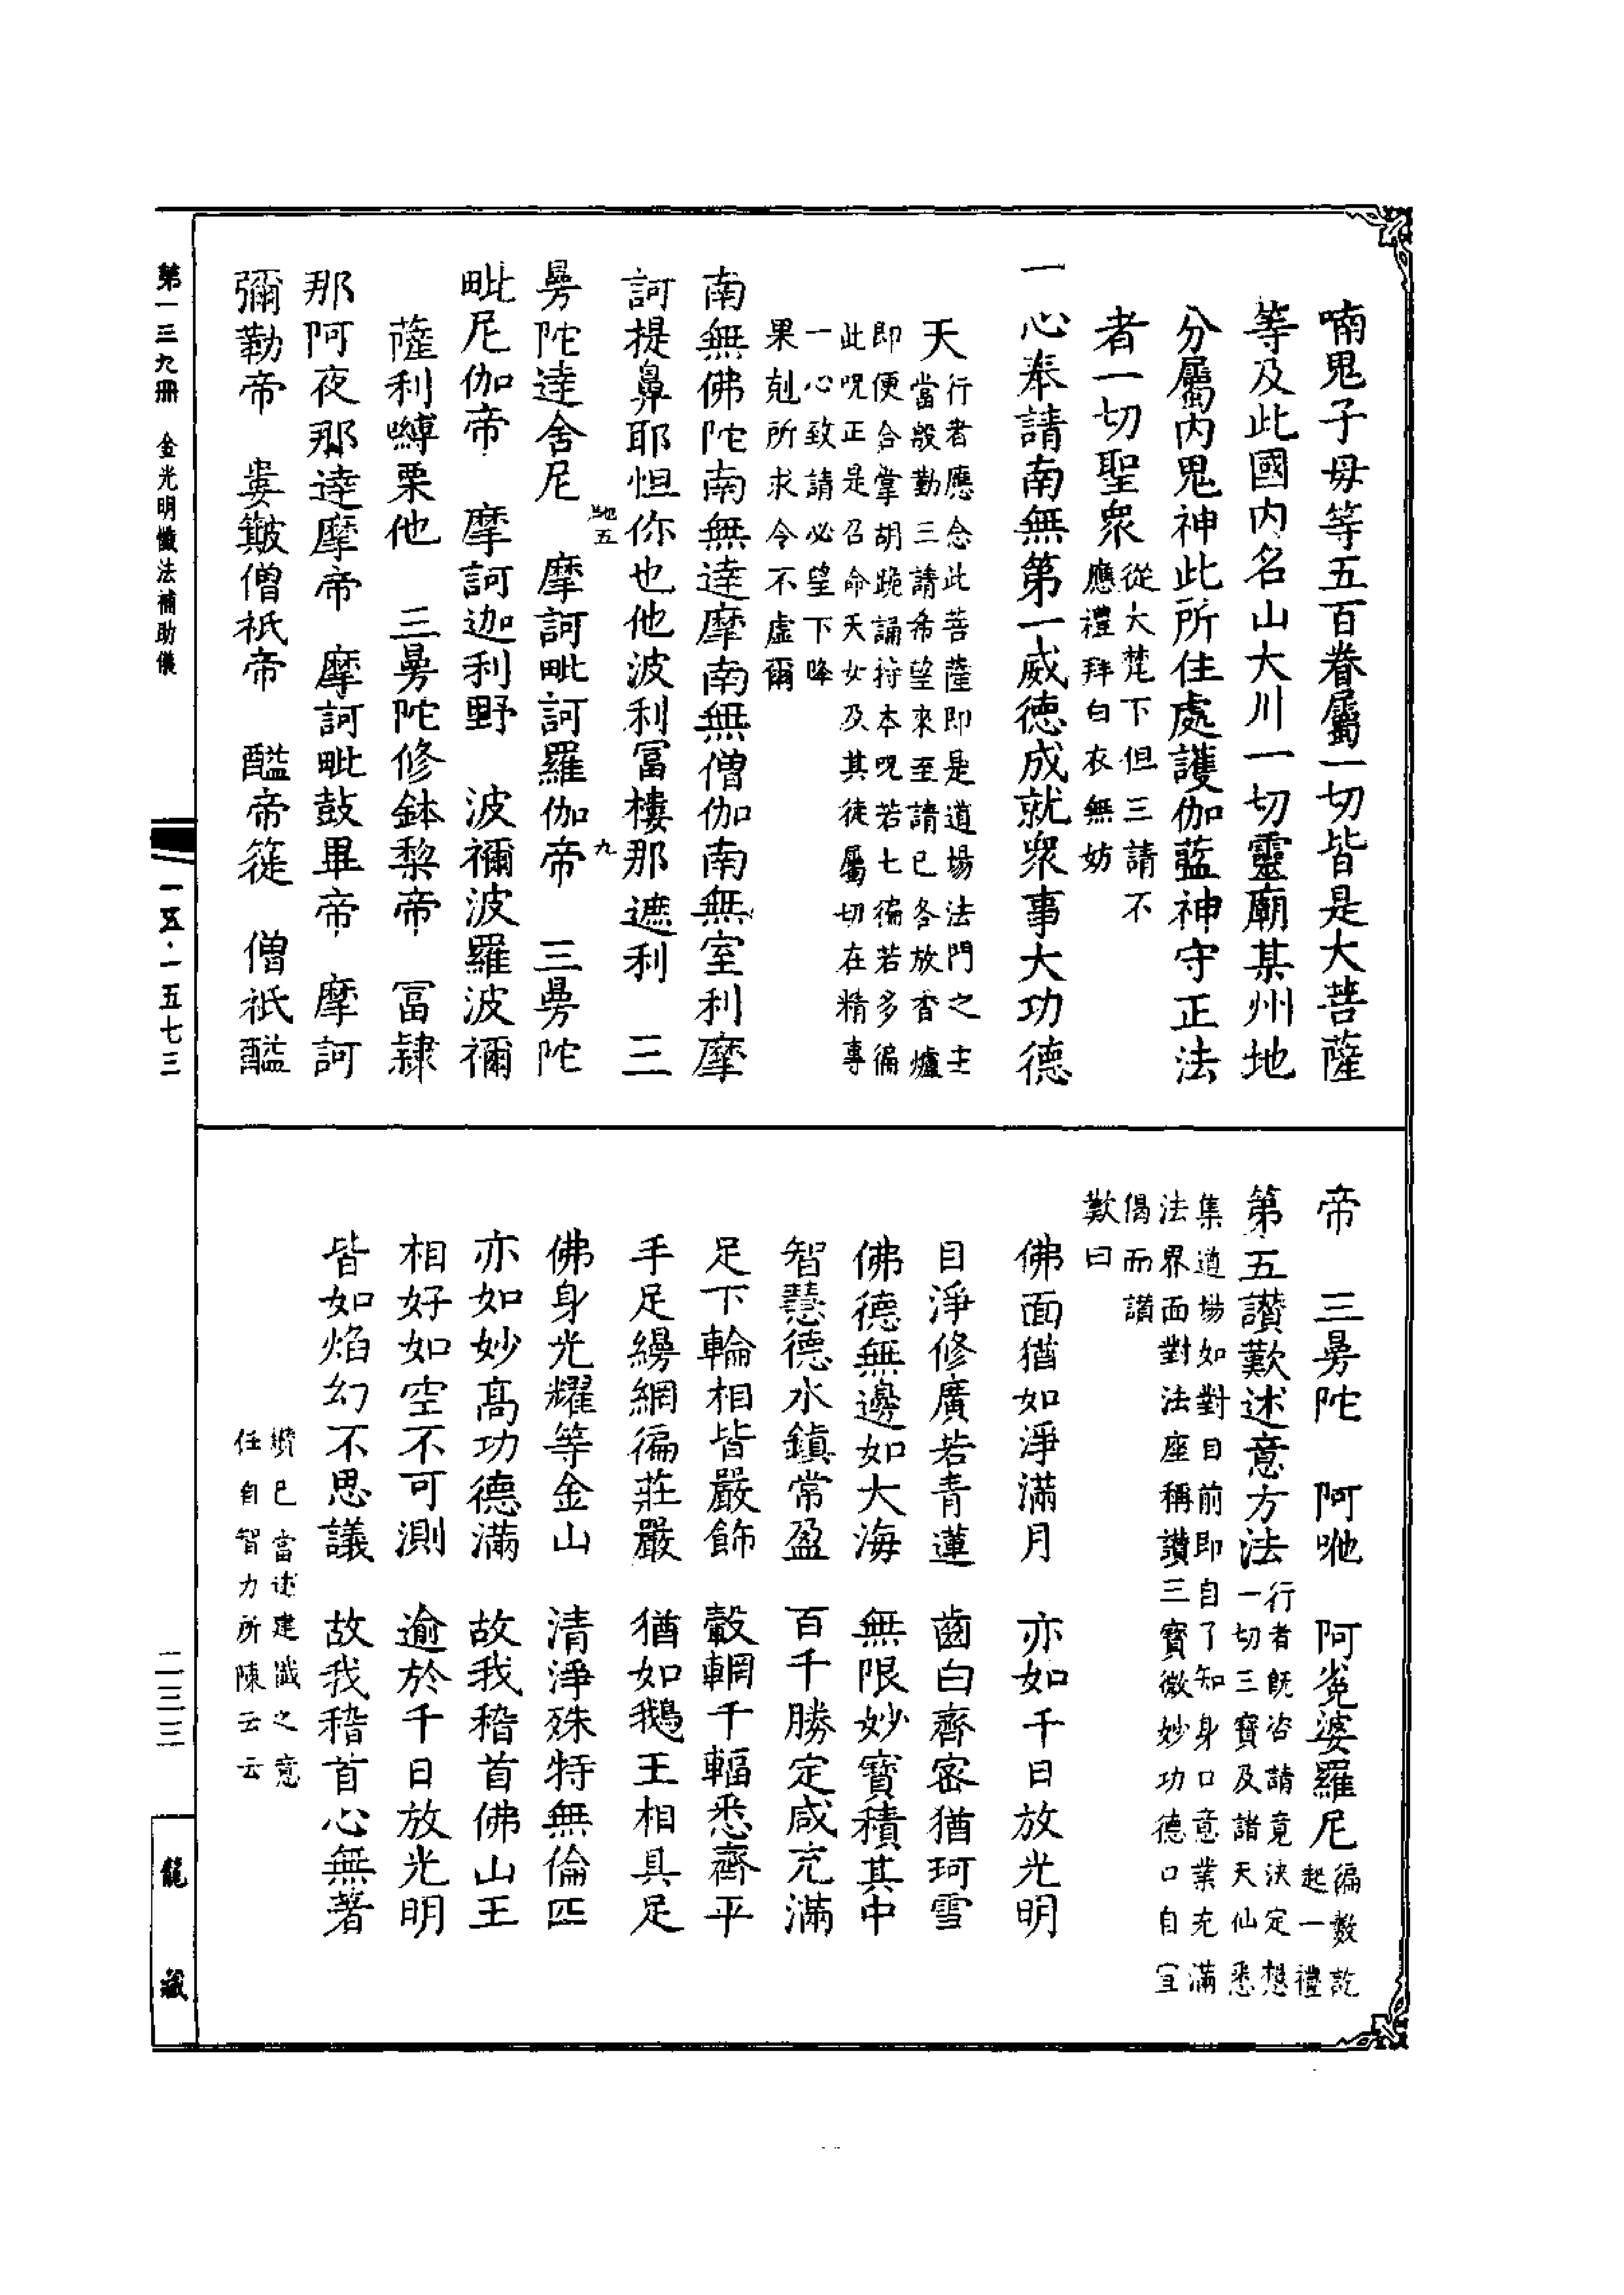 喃鬼子母等五百眷屬一切皆是大菩薩
等及此國內名山大川一切靈廟某州地
分屬內鬼神此所住處護伽藍神守正法
者一切聖眾
從大梵下但三請不
應禮拜白衣無妨
一心奉請南無第一威德成就眾事大功德
天
行者應念此菩薩即是道場法門之主
當殷勤三請希望來至請已各放香爐
即便合掌胡跪誦持本呪若七徧若多徧
此呪正是召命天女及其徒屬切在精專
一心致請必望下降
果剋所求令不虛爾
南無佛陀南無達摩南無僧伽南無室利摩
訶提鼻耶怛你也他波利富樓那遮利　三
曼陀達舍尼　摩訶毗訶羅伽帝　三曼陀
毗尼伽帝　摩訶迦利野　波禰波羅波禰
薩利嚩栗他　三曼陀修鉢黎帝　富隸
那阿夜那達摩帝　摩訶毗鼓畢帝　摩訶
彌勒帝　婁簸僧祇帝　醯帝簁　僧祇醯
馳五
九
帝　三曼陀　阿咃　阿㝹婆羅尼
徧數訖
起一禮
第五讚歎述意方法
行者既咨請竟決定想
一切三寶及諸天仙悉
集道場如對目前即自了知身口意業充滿
法界面對法座稱讚三寶微妙功德口自宣
偈而讚
歎曰
佛面猶如淨滿月　亦如千日放光明
目淨修廣若青蓮　齒白齊密猶珂雪
佛德無邊如大海　無限妙寶積其中
智慧德水鎮常盈　百千勝定咸充滿
足下輪相皆嚴飾　轂輞千輻悉齊平
手足縵網徧莊嚴　猶如鵝王相具足
佛身光耀等金山　清淨殊特無倫匹
亦如妙高功德滿　故我稽首佛山王
相好如空不可測　逾於千日放光明
皆如焰幻不思議　故我稽首心無著
讚已當述建懺之意
任自智力所陳云云
第一三九冊　金光明懺法補助儀
一五·一五七三
二三三
龍藏